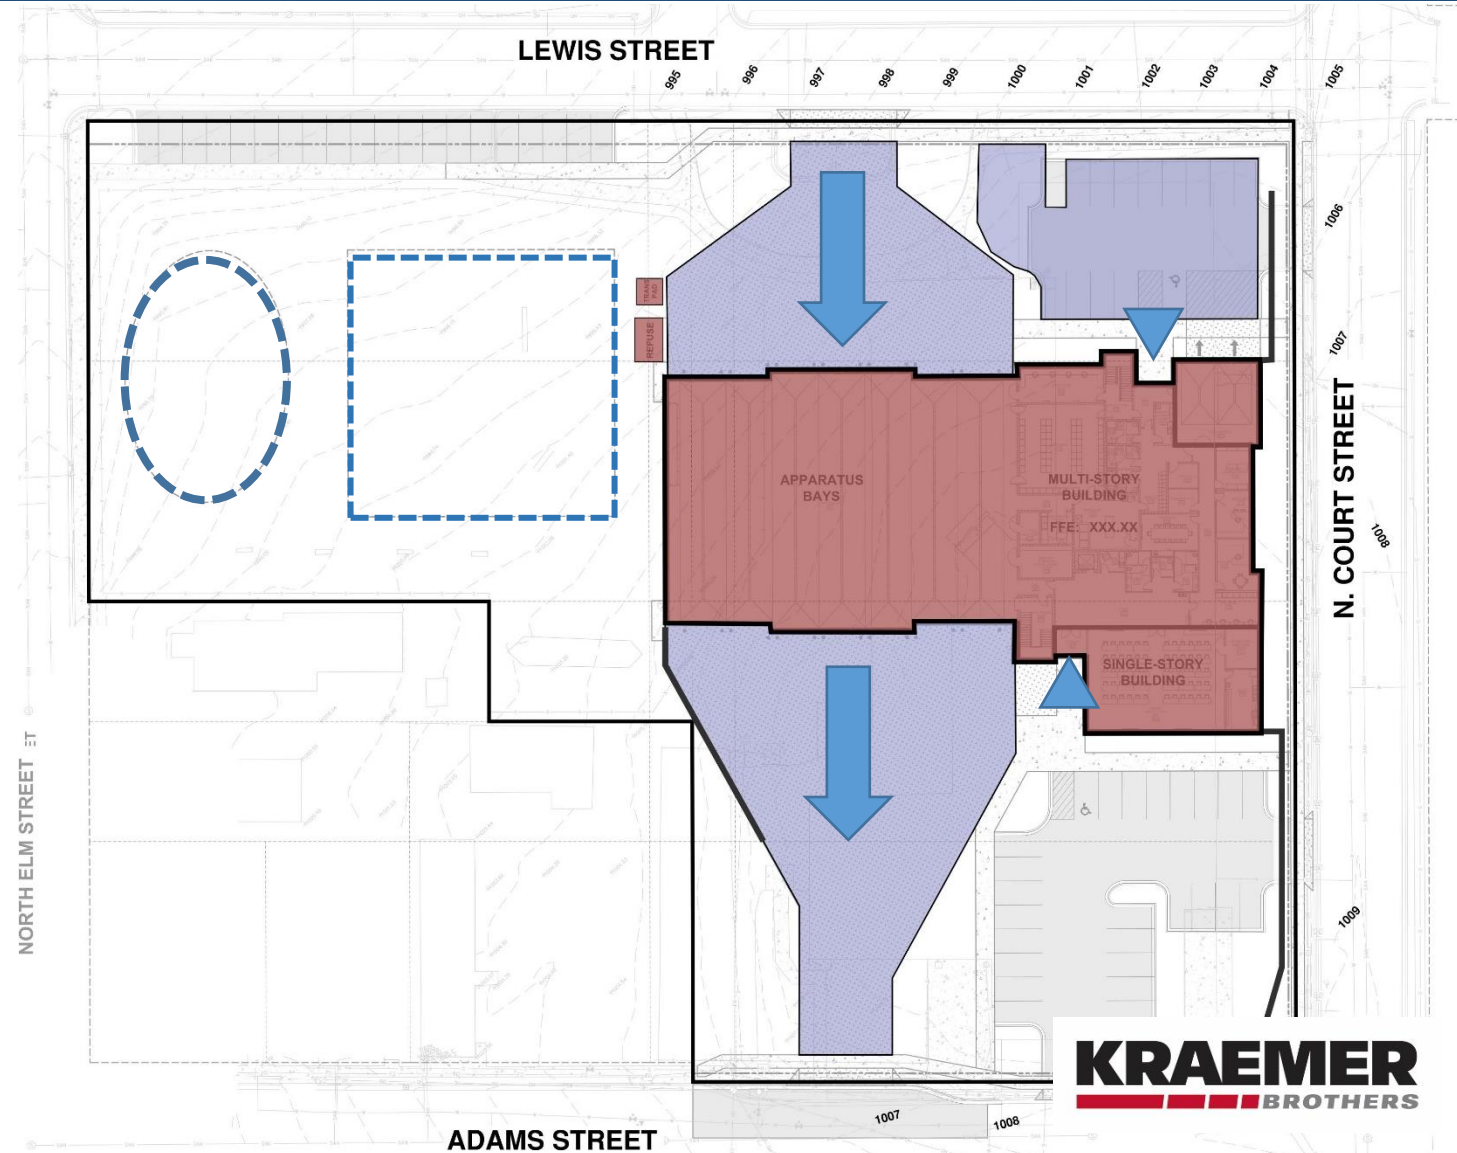 LEWIS STREET
995
996
997
998
999
1000
1001
1002
1003
1004
1005
1006
1007
1008
1009
N. COURT STREET
TRANS
PAD
REFUSE
APPARATUS
BAYS
MULTI-STORY
BUILDING
FFE: XXX.XX
SINGLE-STORY
BUILDING
NORTH ELM STREET
ET
KRAEMER
BROTHERS
1007
1008
ADAMS STREET